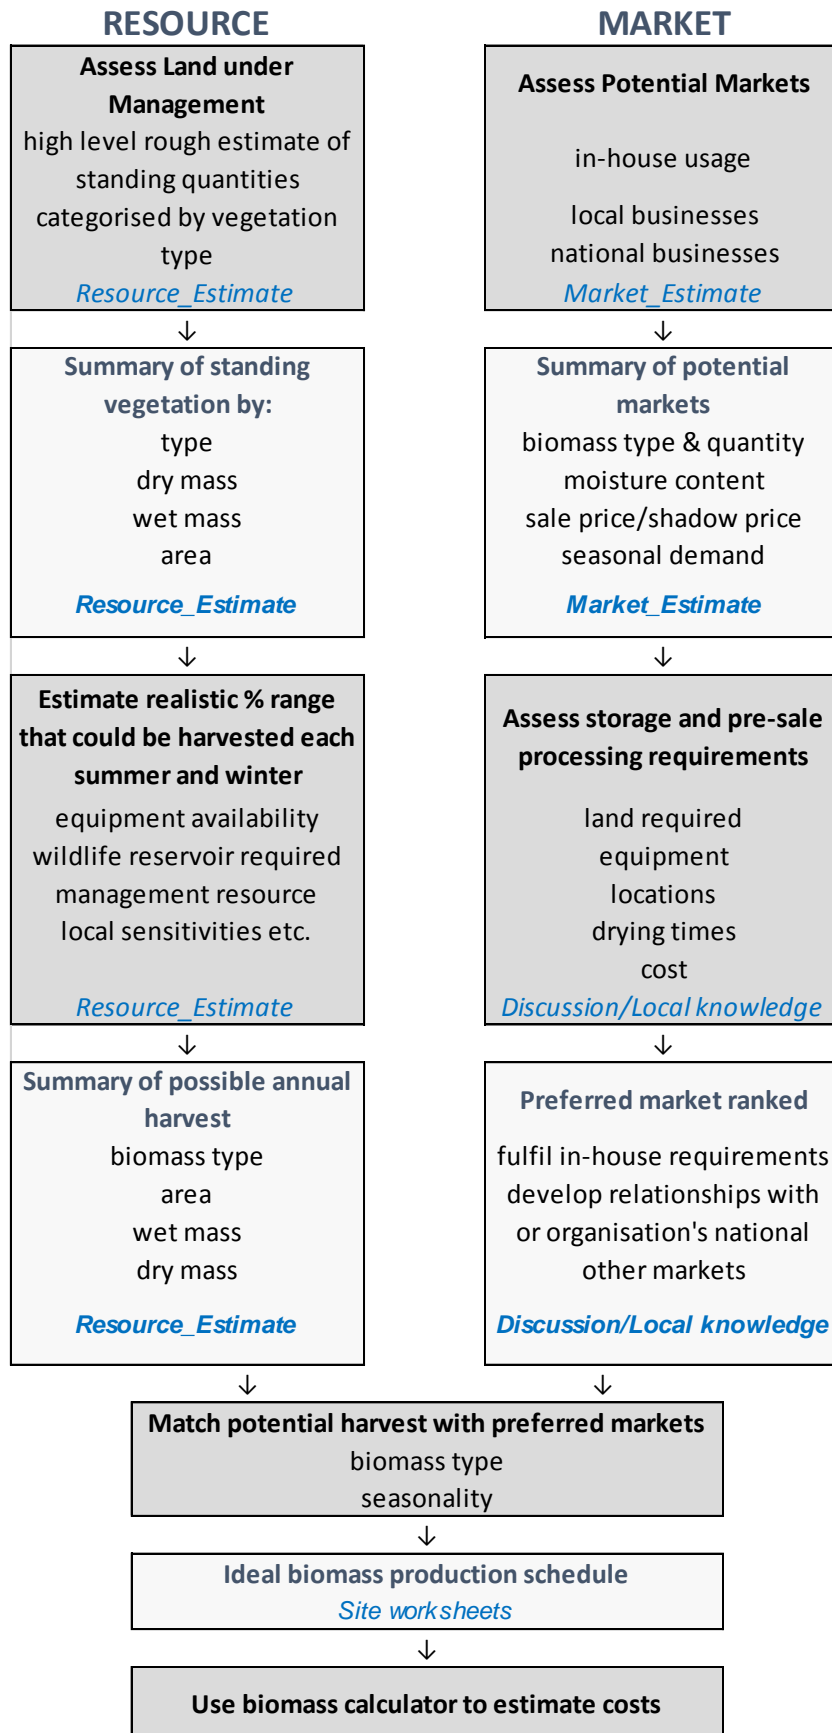 RESOURCE
Assess Land under
Management
high level rough estimate of
standing quantities
categorised by vegetation
type
Resource_Estimate
↓
Summary of standing
vegetation by:
type
dry mass
wet mass
area
Resource_Estimate
↓
Estimate realistic % range
that could be harvested each
summer and winter
equipment availability
wildlife reservoir required
management resource
local sensitivities etc.
Resource_Estimate
↓
Summary of possible annual
harvest
biomass type
area
wet mass
dry mass
Resource_Estimate
↓
MARKET
Assess Potential Markets
in-house usage
local businesses
national businesses
Market_Estimate
↓
Summary of potential
markets
biomass type & quantity
moisture content
sale price/shadow price
seasonal demand
Market_Estimate
↓
Assess storage and pre-sale
processing requirements
land required
equipment
locations
drying times
cost
Discussion/Local knowledge
↓
Preferred market ranked
fulfil in-house requirements
develop relationships with
or organisation's national
other markets
Discussion/Local knowledge
↓
Match potential harvest with preferred markets
biomass type
seasonality
↓
Ideal biomass production schedule
Site worksheets
↓
Use biomass calculator to estimate costs